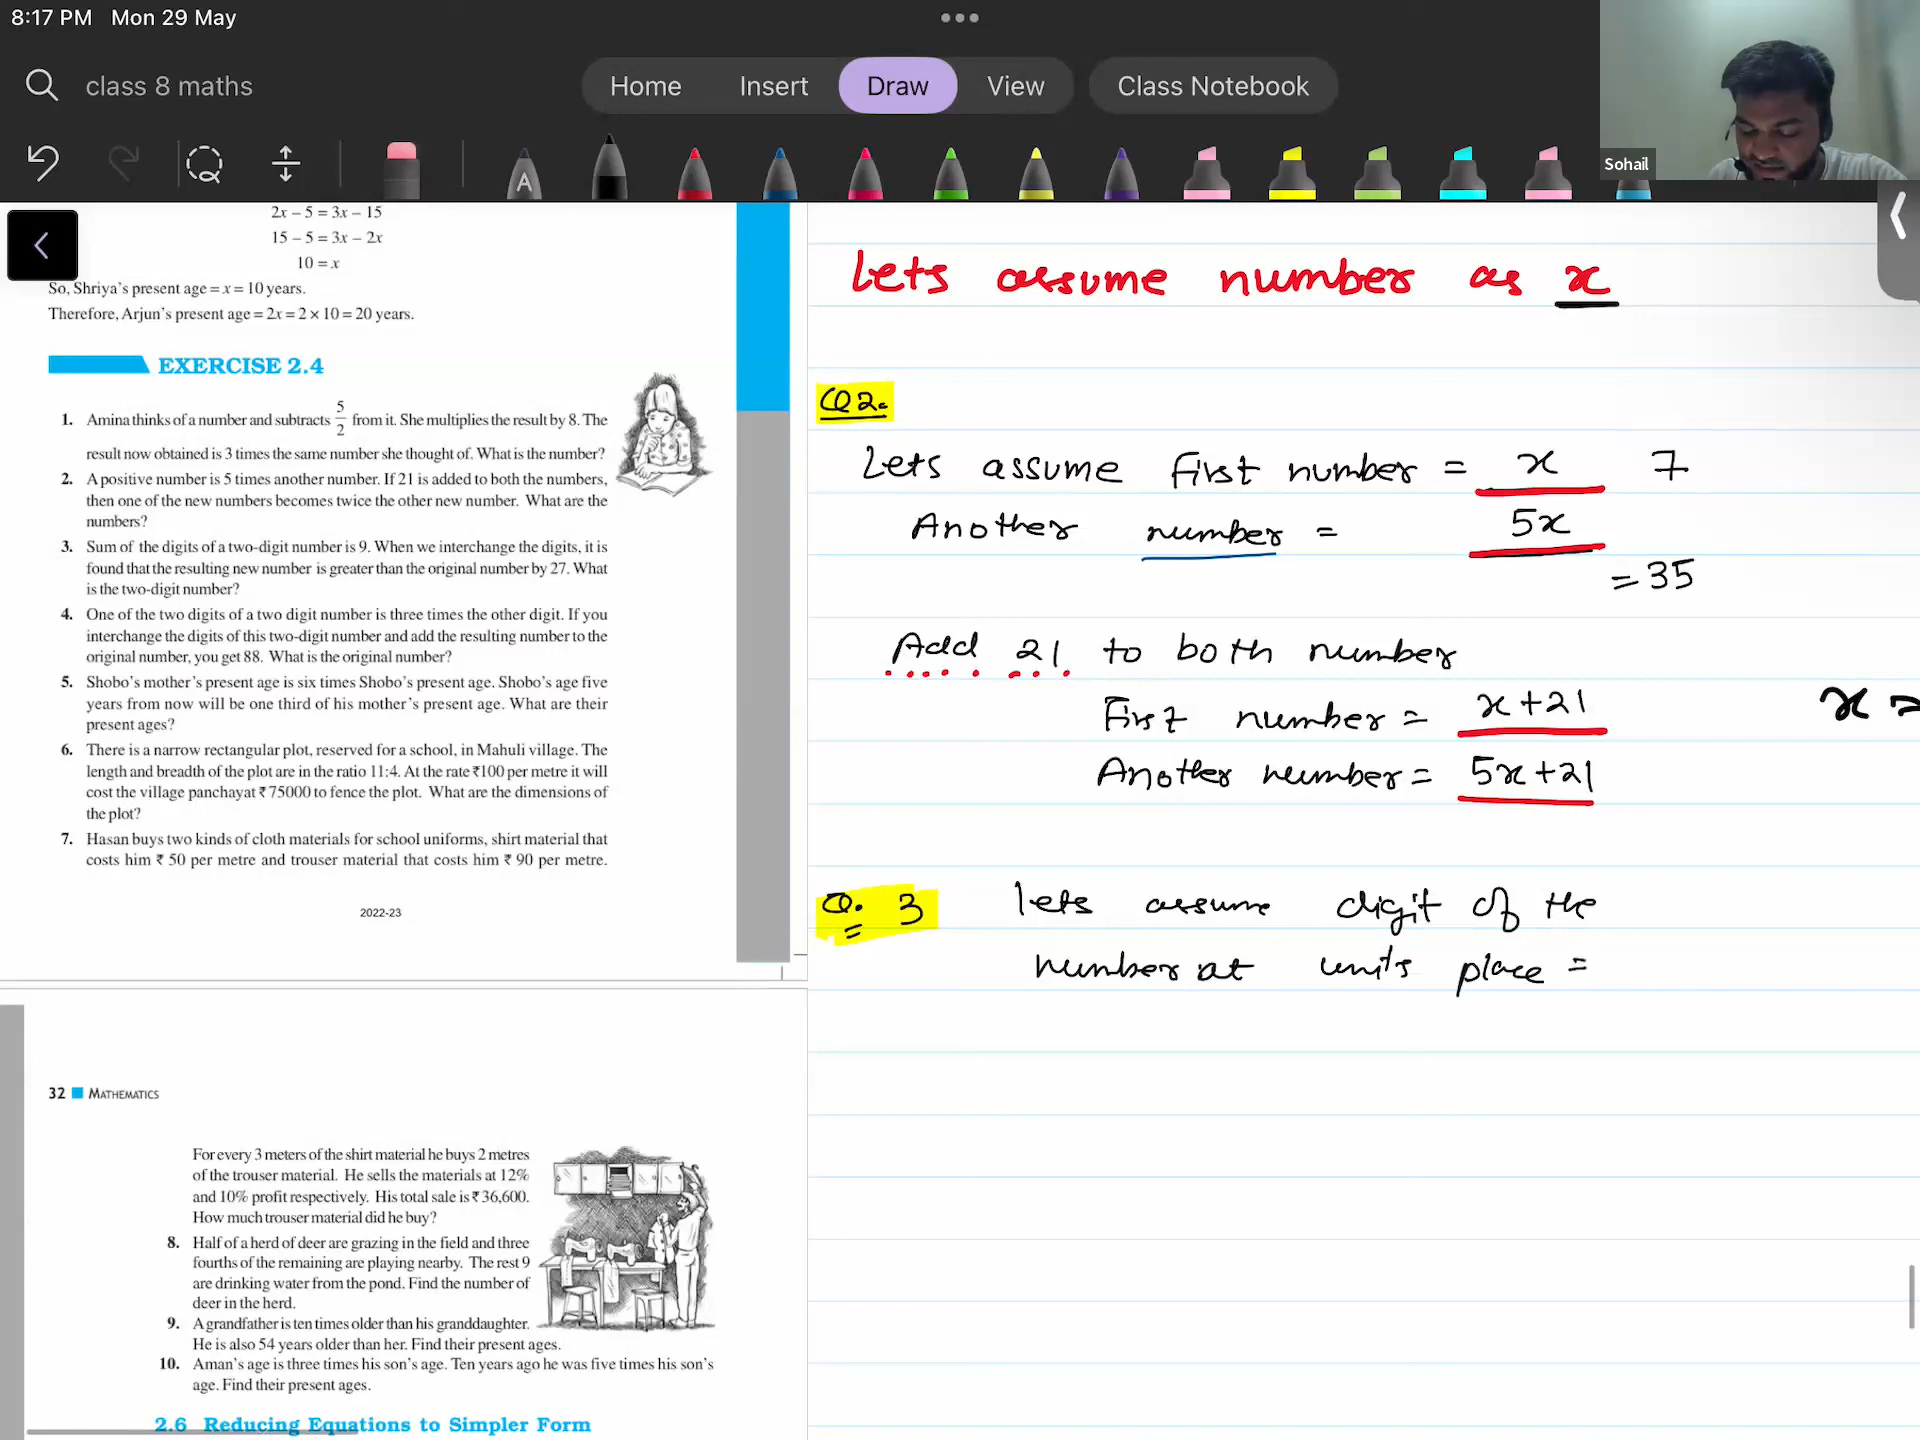 8:17 PM Mon 29 May
class 8 maths
Home Insert Draw View Class Notebook
A
Sohail
2x – 5 = 3x – 15
15 – 5 = 3x – 2x
10 = x
So, Shriya's present age = x = 10 years.
Therefore, Arjun's present age = 2x = 2 × 10 = 20 years.
EXERCISE 2.4
1. Amina thinks of a number and subtracts 5/2 from it. She multiplies the result by 8. The
result now obtained is 3 times the same number she thought of. What is the number?
2. A positive number is 5 times another number. If 21 is added to both the numbers,
then one of the new numbers becomes twice the other new number. What are the
numbers?
3. Sum of the digits of a two-digit number is 9. When we interchange the digits, it is
found that the resulting new number is greater than the original number by 27. What
is the two-digit number?
4. One of the two digits of a two digit number is three times the other digit. If you
interchange the digits of this two-digit number and add the resulting number to the
original number, you get 88. What is the original number?
5. Shobo's mother's present age is six times Shobo's present age. Shobo's age five
years from now will be one third of his mother's present age. What are their
present ages?
6. There is a narrow rectangular plot, reserved for a school, in Mahuli village. The
length and breadth of the plot are in the ratio 11:4. At the rate ₹100 per metre it will
cost the village panchayat ₹ 75000 to fence the plot. What are the dimensions of
the plot?
7. Hasan buys two kinds of cloth materials for school uniforms, shirt material that
costs him ₹ 50 per metre and trouser material that costs him ₹ 90 per metre.
2022-23
32 MATHEMATICS
For every 3 meters of the shirt material he buys 2 metres
of the trouser material. He sells the materials at 12%
and 10% profit respectively. His total sale is ₹ 36,600.
How much trouser material did he buy?
8. Half of a herd of deer are grazing in the field and three
fourths of the remaining are playing nearby. The rest 9
are drinking water from the pond. Find the number of
deer in the herd.
9. A grandfather is ten times older than his granddaughter.
He is also 54 years older than her. Find their present ages.
10. Aman's age is three times his son's age. Ten years ago he was five times his son's
age. Find their present ages.
2.6 Reducing Equations to Simpler Form
Lets assume number as x
Q2.
Lets assume First number = x 7
Another number = 5x
= 35
Add 21 to both number
First number = x+21
x =
Another number = 5x+21
Q. 3 lets assume digit of the
number at units place =